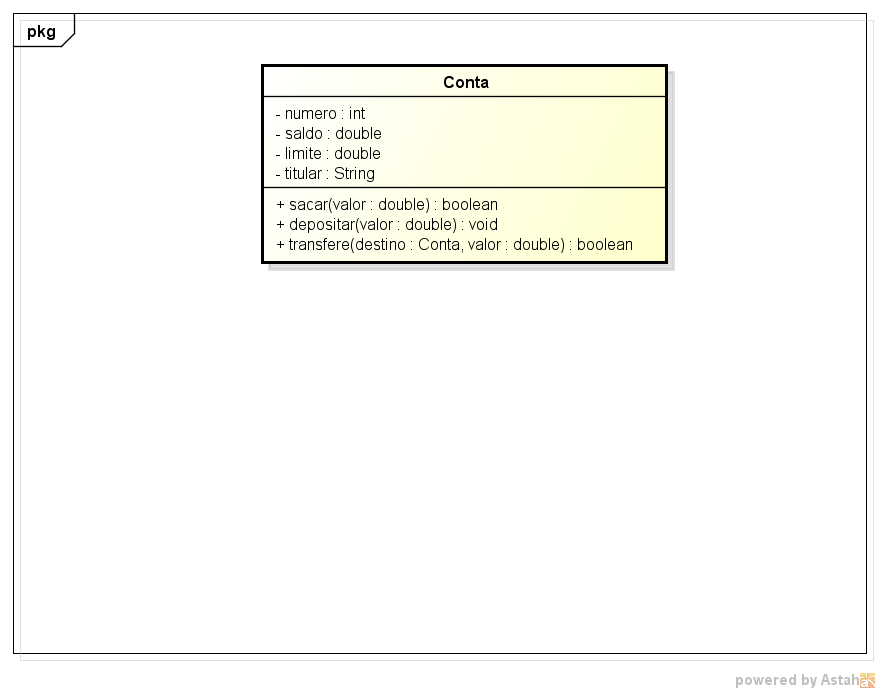 pkg
Conta
- numero : int
- saldo : double
- limite : double
- titular : String
+ sacar(valor : double) : boolean
+ depositar(valor : double) : void
+ transfere(destino : Conta, valor : double) : boolean
powered by Astah